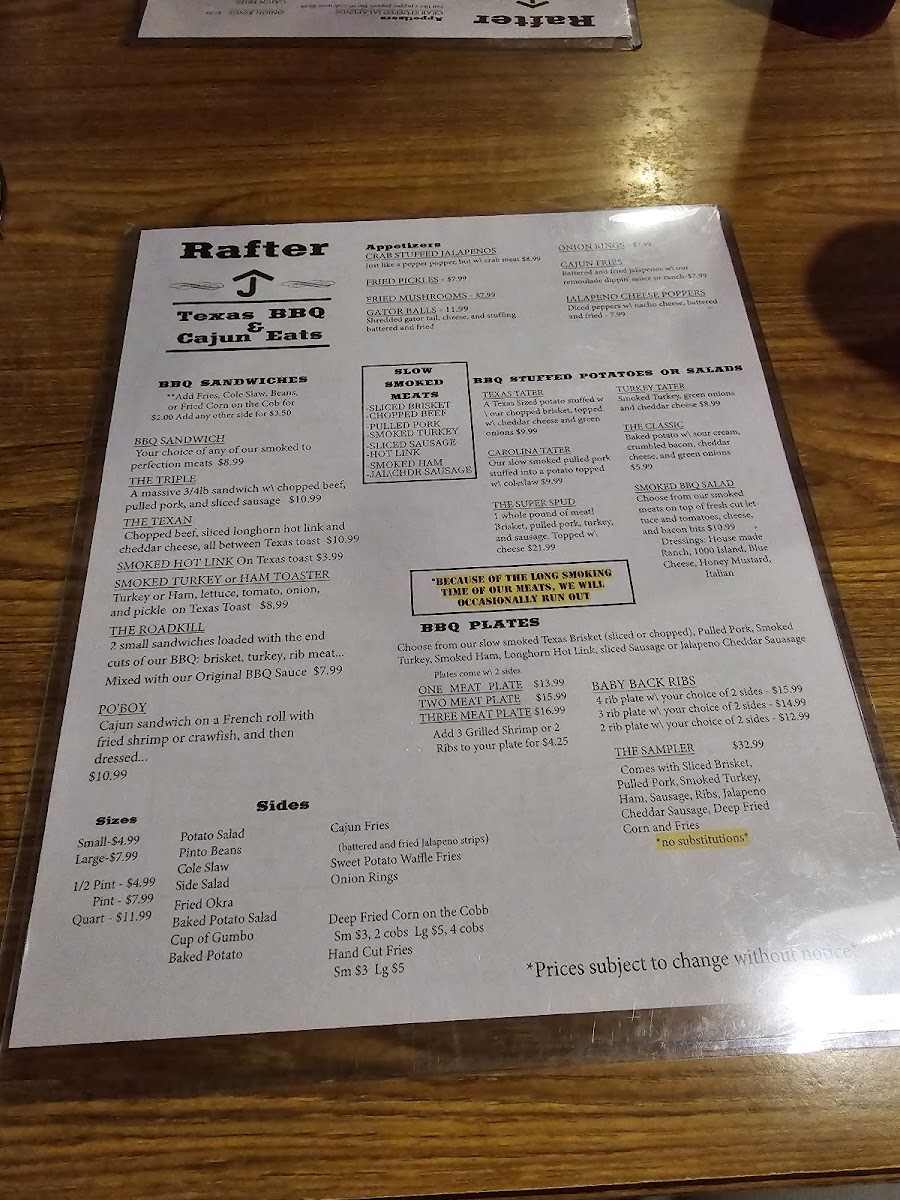 Rafter
Appetizers
Rafter
J
Texas BBQ
&
Cajun Eats
Appetizers
CRAB STUFFED JALAPENOS
Just like a pepper popper, but w\ crab meat $8.99
FRIED PICKLES - $7.99
FRIED MUSHROOMS - $7.99
GATOR BALLS - 11.99
Shredded gator tail, cheese, and stuffing
battered and fried
ONION RINGS - $7.99
CAJUN FRIES
Battered and fried jalapenos w\ our
remoulade dippin' sauce or ranch $7.99
JALAPENO CHEESE POPPERS
Diced peppers w\ nacho cheese, battered
and fried - 7.99
BBQ SANDWICHES
**Add Fries, Cole Slaw, Beans,
or Fried Corn on the Cob for
$2.00 Add any other side for $3.50
BBQ SANDWICH
Your choice of any of our smoked to
perfection meats $8.99
THE TRIPLE
A massive 3/4lb sandwich w\ chopped beef,
pulled pork, and sliced sausage $10.99
THE TEXAN
Chopped beef, sliced longhorn hot link and
cheddar cheese, all between Texas toast $10.99
SMOKED HOT LINK On Texas toast $3.99
SMOKED TURKEY or HAM TOASTER
Turkey or Ham, lettuce, tomato, onion,
and pickle on Texas Toast $8.99
THE ROADKILL
2 small sandwiches loaded with the end
cuts of our BBQ: brisket, turkey, rib meat...
Mixed with our Original BBQ Sauce $7.99
PO'BOY
Cajun sandwich on a French roll with
fried shrimp or crawfish, and then
dressed...
$10.99
SLOW
SMOKED
MEATS
-SLICED BRISKET
-CHOPPED BEEF
-PULLED PORK
-SMOKED TURKEY
-SLICED SAUSAGE
-HOT LINK
-SMOKED HAM
-JAL\CHDR SAUSAGE
BBQ STUFFED POTATOES OR SALADS
TEXAS TATER
A Texas Sized potato stuffed w
\ our chopped brisket, topped
w\ cheddar cheese and green
onions $9.99
CAROLINA TATER
Our slow smoked pulled pork
stuffed into a potato topped
w\ coleslaw $9.99
THE SUPER SPUD
1 whole pound of meat!
Brisket, pulled pork, turkey,
and sausage. Topped w\
cheese $21.99
TURKEY TATER
Smoked Turkey, green onions
and cheddar cheese $8.99
THE CLASSIC
Baked potato w\ sour cream,
crumbled bacon, cheddar
cheese, and green onions
$5.99
SMOKED BBQ SALAD
Choose from our smoked
meats on top of fresh cut let-
tuce and tomatoes, cheese,
and bacon bits $10.99
Dressings: House made
Ranch, 1000 Island, Blue
Cheese, Honey Mustard,
Italian
*BECAUSE OF THE LONG SMOKING
TIME OF OUR MEATS, WE WILL
OCCASIONALLY RUN OUT
BBQ PLATES
Choose from our slow smoked Texas Brisket (sliced or chopped), Pulled Pork, Smoked
Turkey, Smoked Ham, Longhorn Hot Link, sliced Sausage or Jalapeno Cheddar Sauasage
Plates come w\ 2 sides
ONE MEAT PLATE $13.99
TWO MEAT PLATE $15.99
THREE MEAT PLATE $16.99
Add 3 Grilled Shrimp or 2
Ribs to your plate for $4.25
BABY BACK RIBS
4 rib plate w\ your choice of 2 sides - $15.99
3 rib plate w\ your choice of 2 sides - $14.99
2 rib plate w\ your choice of 2 sides - $12.99
THE SAMPLER $32.99
Comes with Sliced Brisket,
Pulled Pork, Smoked Turkey,
Ham, Sausage, Ribs, Jalapeno
Cheddar Sausage, Deep Fried
Corn and Fries
*no substitutions*
Sides
Sizes
Small-$4.99
Large-$7.99
1/2 Pint - $4.99
Pint - $7.99
Quart - $11.99
Potato Salad
Pinto Beans
Cole Slaw
Side Salad
Fried Okra
Baked Potato Salad
Cup of Gumbo
Baked Potato
Cajun Fries
(battered and fried Jalapeno strips)
Sweet Potato Waffle Fries
Onion Rings
Deep Fried Corn on the Cobb
Sm $3, 2 cobs Lg $5, 4 cobs
Hand Cut Fries
Sm $3 Lg $5
*Prices subject to change without notice*